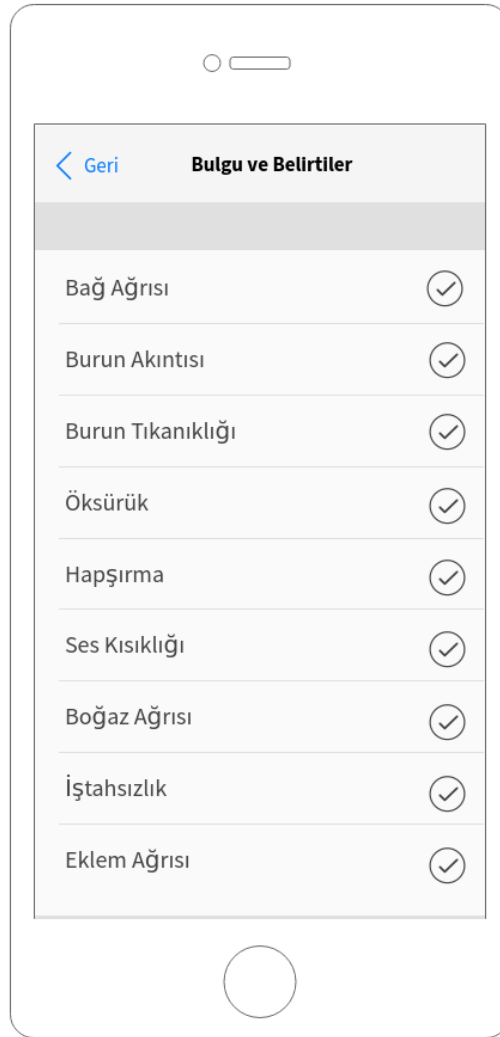 Geri
Bulgu ve Belirtiler
Bağ Ağrısı
Burun Akıntısı
Burun Tıkanıklığı
Öksürük
Hapşırma
Ses Kısıklığı
Boğaz Ağrısı
İştahsızlık
Eklem Ağrısı